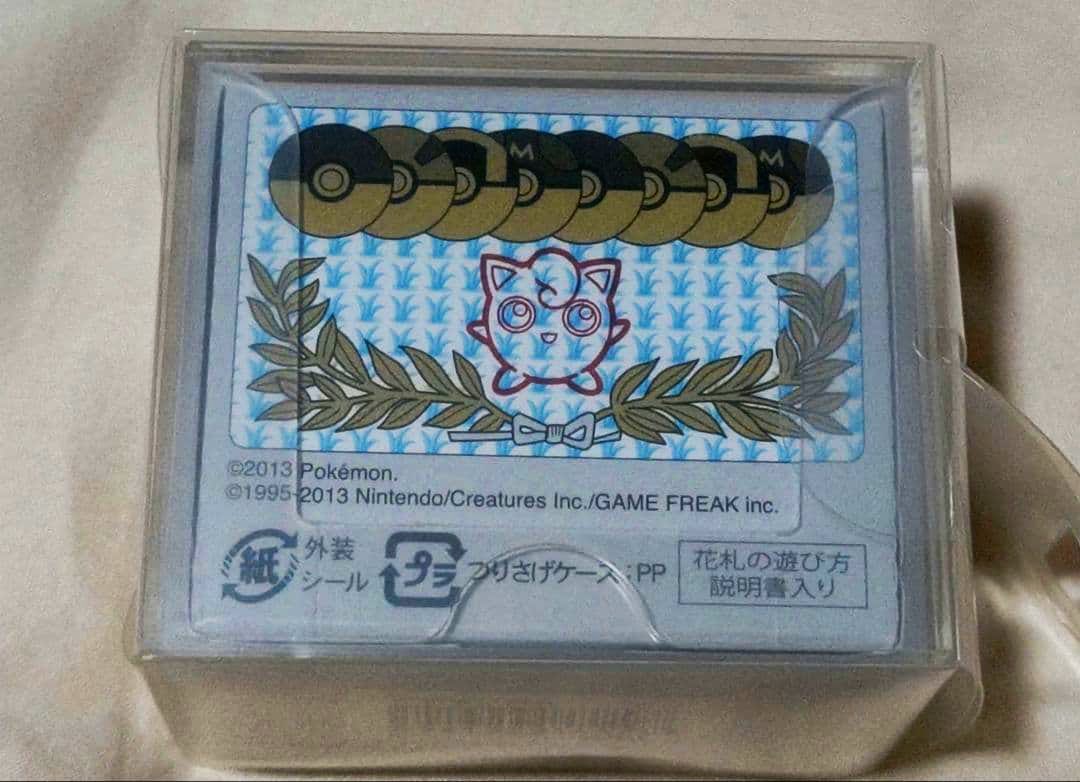 M
M
©2013 Pokémon.
©1995-2013 Nintendo/Creatures Inc./GAME FREAK inc.
紙
外装
シール
プラ
つりさげケース:PP
花札の遊び方
説明書入り